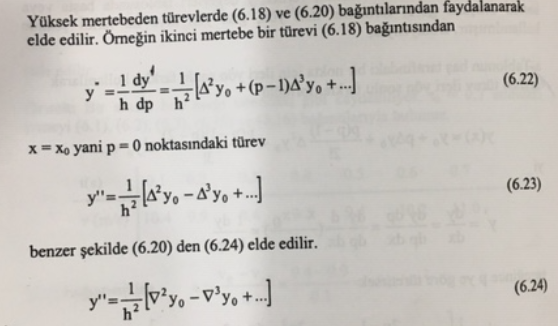 Yüksek mertebeden türevlerde (6.18) ve (6.20) bağıntılarından faydalanarak
elde edilir. Örneğin ikinci mertebe bir türevi (6.18) bağıntısından
y'' = 1/h dy'/dp = 1/h² [Δ²y₀ + (p−1)Δ³y₀ + ...] (6.22)
x = x₀ yani p = 0 noktasındaki türev
y'' = 1/h² [Δ²y₀ − Δ³y₀ + ...] (6.23)
benzer şekilde (6.20) den (6.24) elde edilir.
y'' = 1/h² [∇²y₀ − ∇³y₀ + ...] (6.24)